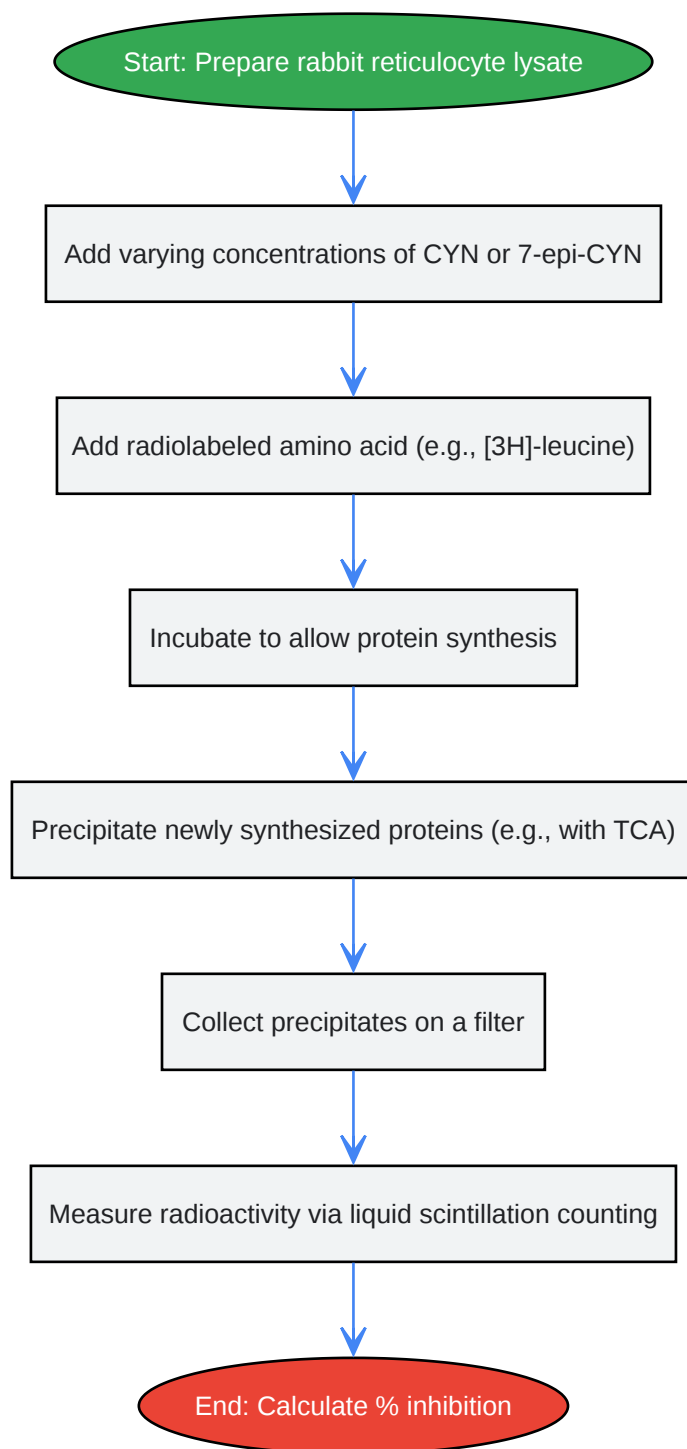 Start: Prepare rabbit reticulocyte lysate
Add varying concentrations of CYN or 7-epi-CYN
Add radiolabeled amino acid (e.g., [3H]-leucine)
Incubate to allow protein synthesis
Precipitate newly synthesized proteins (e.g., with TCA)
Collect precipitates on a filter
Measure radioactivity via liquid scintillation counting
End: Calculate % inhibition